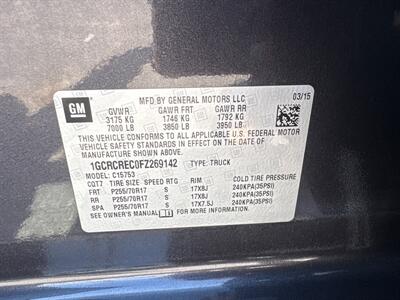 GM
MFD BY GENERAL MOTORS LLC
03/15
GVWR GAWR FRT GAWR RR
3175 KG 1746 KG 1792 KG
7000 LB 3850 LB 3950 LB
THIS VEHICLE CONFORMS TO ALL APPLICABLE U.S. FEDERAL MOTOR
VEHICLE SAFETY STANDARDS IN EFFECT ON THE DATE OF
MANUFACTURE SHOWN ABOVE.
1GCRCREC0FZ269142 TYPE: TRUCK
MODEL: C15753
CQT7 TIRE SIZE SPEED RTG RIM COLD TIRE PRESSURE
FRT P255/70R17 S 17X8J 240KPA(35PSI)
RR P255/70R17 S 17X8J 240KPA(35PSI)
SPA P255/70R17 S 17X7.5J 240KPA(35PSI)
SEE OWNER'S MANUAL FOR MORE INFORMATION.